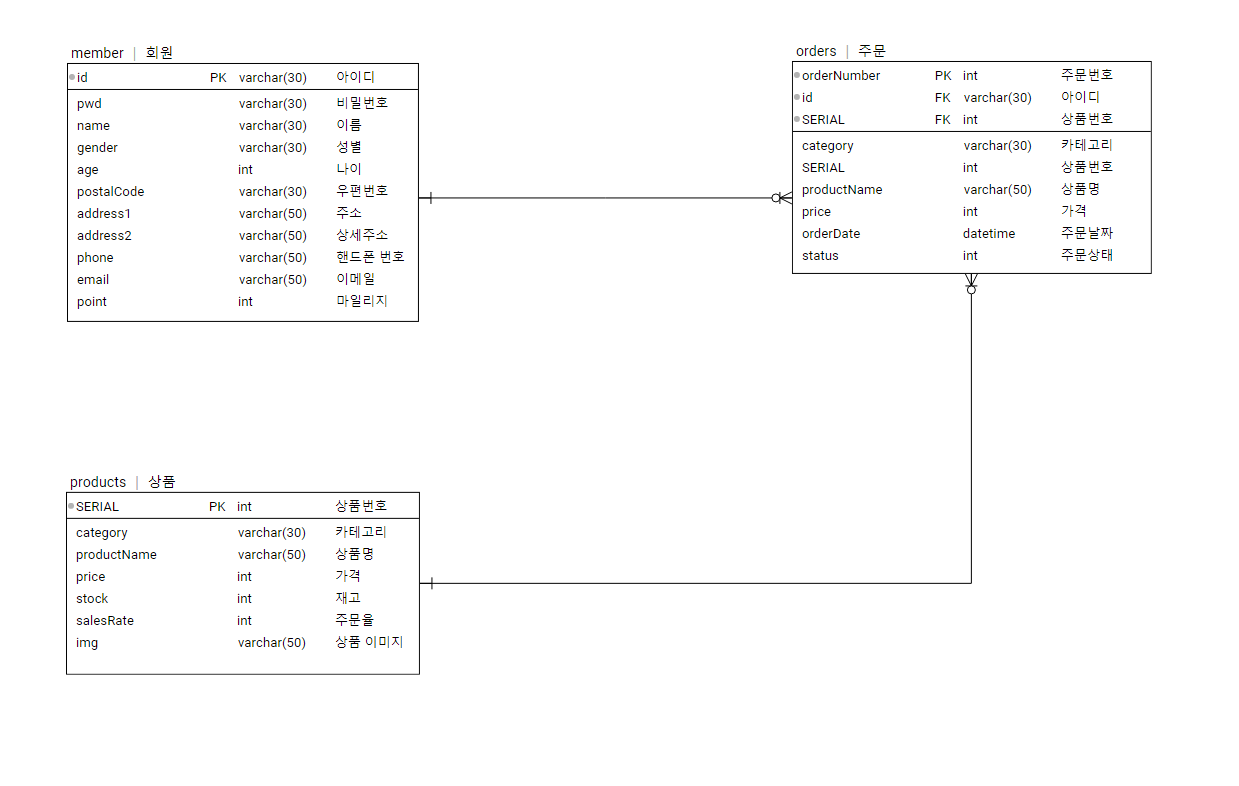 member | 회원
id PK varchar(30) 아이디
pwd varchar(30) 비밀번호
name varchar(30) 이름
gender varchar(30) 성별
age int 나이
postalCode varchar(30) 우편번호
address1 varchar(50) 주소
address2 varchar(50) 상세주소
phone varchar(50) 핸드폰 번호
email varchar(50) 이메일
point int 마일리지
orders | 주문
orderNumber PK int 주문번호
id FK varchar(30) 아이디
SERIAL FK int 상품번호
category varchar(30) 카테고리
SERIAL int 상품번호
productName varchar(50) 상품명
price int 가격
orderDate datetime 주문날짜
status int 주문상태
products | 상품
SERIAL PK int 상품번호
category varchar(30) 카테고리
productName varchar(50) 상품명
price int 가격
stock int 재고
salesRate int 주문율
img varchar(50) 상품 이미지